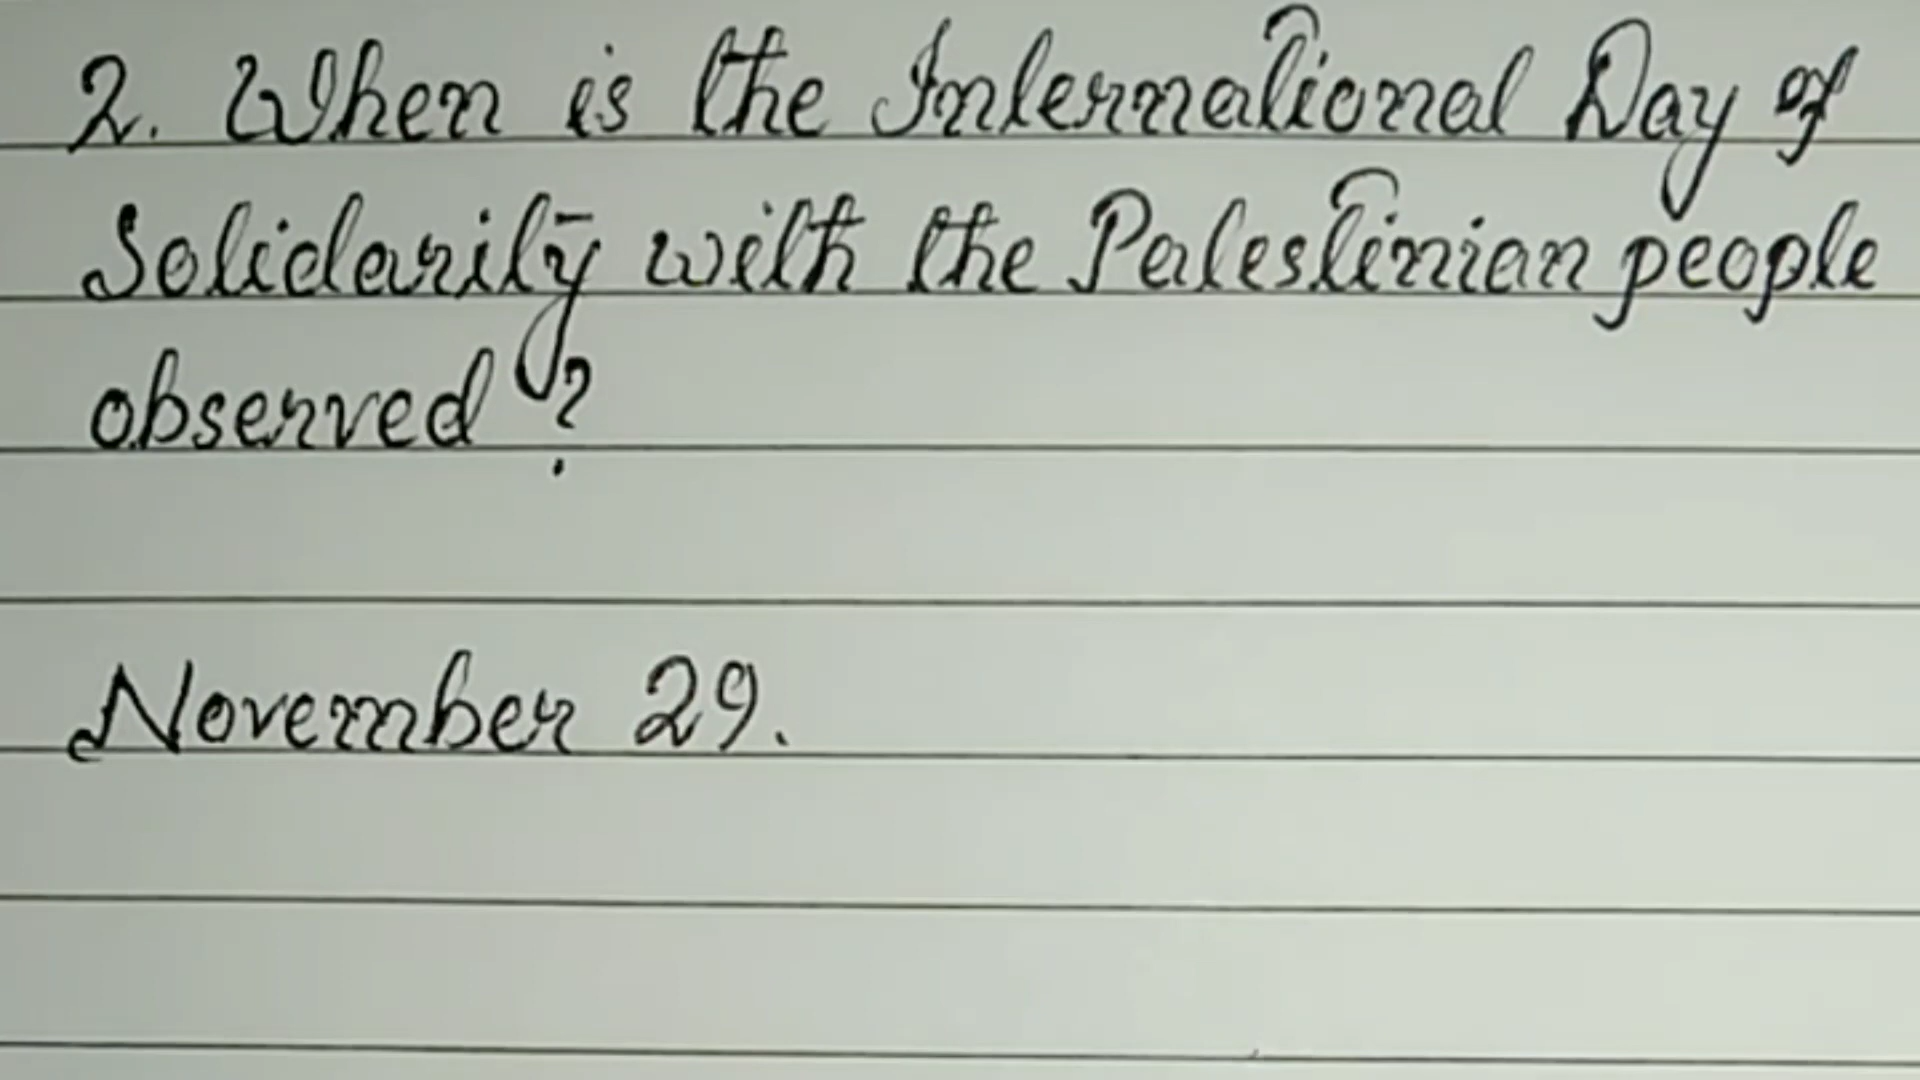 2. When is the International Day of
Solidarity with the Palestinian people
observed?
November 29.